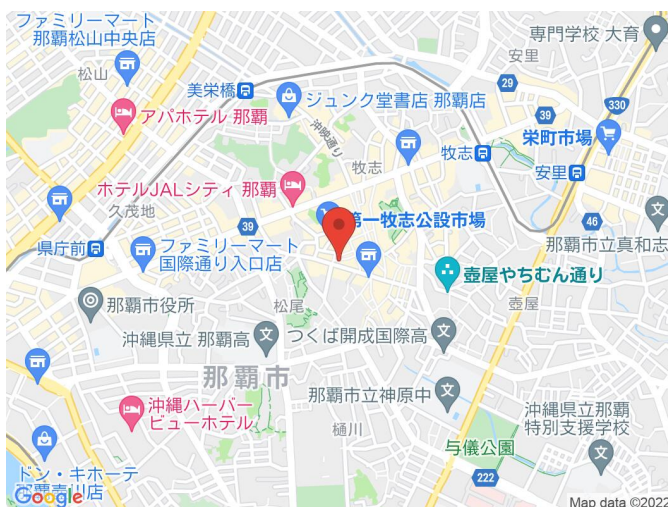 ファミリーマート
那覇松山中央店
松山
専門学校 大育
安里
美栄橋
29
330
ジュンク堂書店 那覇店
アパホテル 那覇
沖映通り
39
39
栄町市場
牧志
牧志
安里
ホテルJALシティ 那覇
久茂地
第一牧志公設市場
39
46
県庁前
ファミリーマート
国際通り入口店
那覇市立真和志
壺屋やちむん通り
那覇市役所
松尾
壺屋
沖縄県立 那覇高
つくば開成国際高
那覇市
那覇市立神原中
沖縄ハーバー
ビューホテル
樋川
沖縄県立那覇
特別支援学校
与儀公園
ドン・キホーテ
222
Google
Map data ©2022